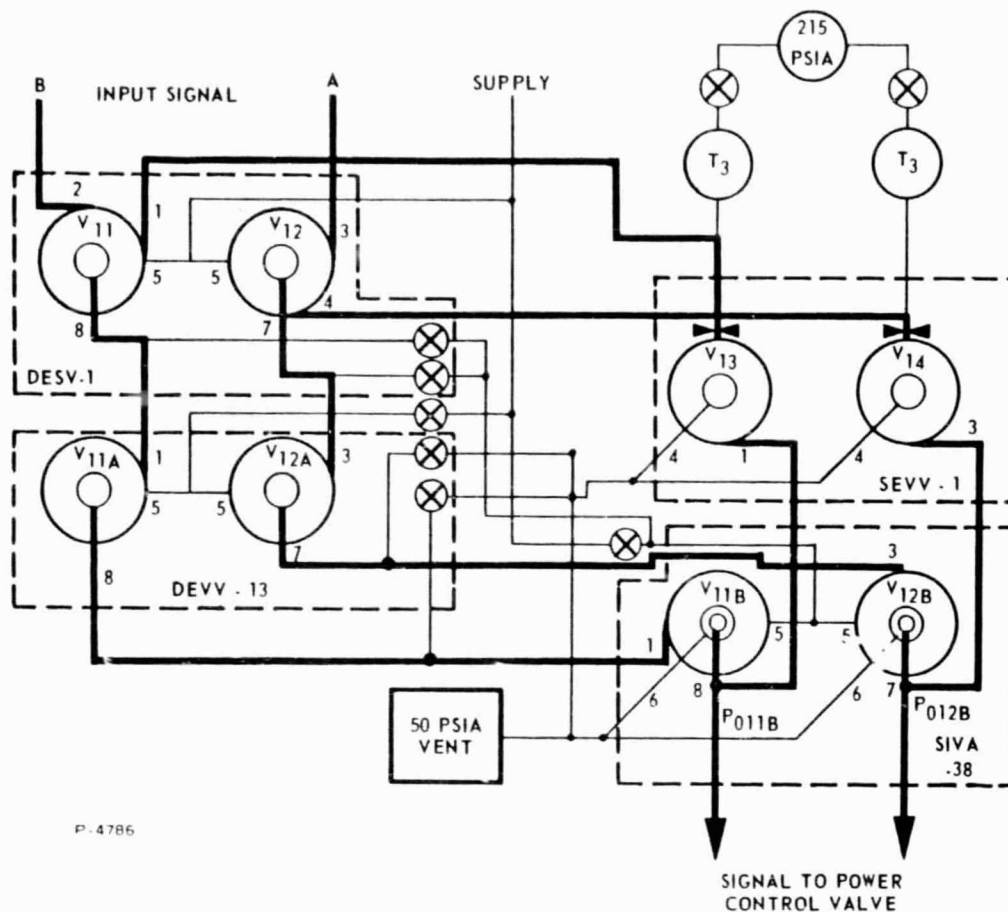 215
PSIA
B
INPUT SIGNAL
A
SUPPLY
T3
T3
2
1
V11
V12
3
5
5
4
8
7
DESV-1
V13
V14
4
1
4
3
SEVV - 1
V11A
1
V12A
3
5
5
8
7
DEVV - 13
3
V11B
V12B
1
5
5
6
8
6
7
P011B
P012B
50 PSIA
VENT
SIVA
-38
P-4786
SIGNAL TO POWER
CONTROL VALVE